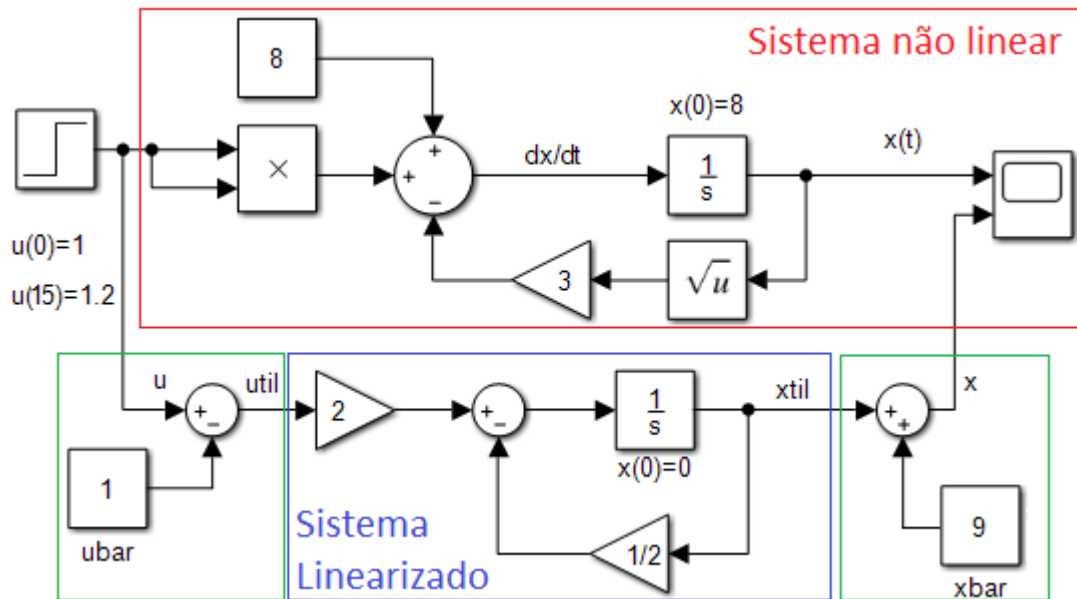 Sistema não linear
8
x(0)=8
×
+
+
−
dx/dt
1
s
x(t)
u(0)=1
u(15)=1.2
3
√u
u
+
−
util
2
+
−
1
s
x(0)=0
xtil
+
+
x
1
ubar
Sistema
Linearizado
1/2
9
xbar